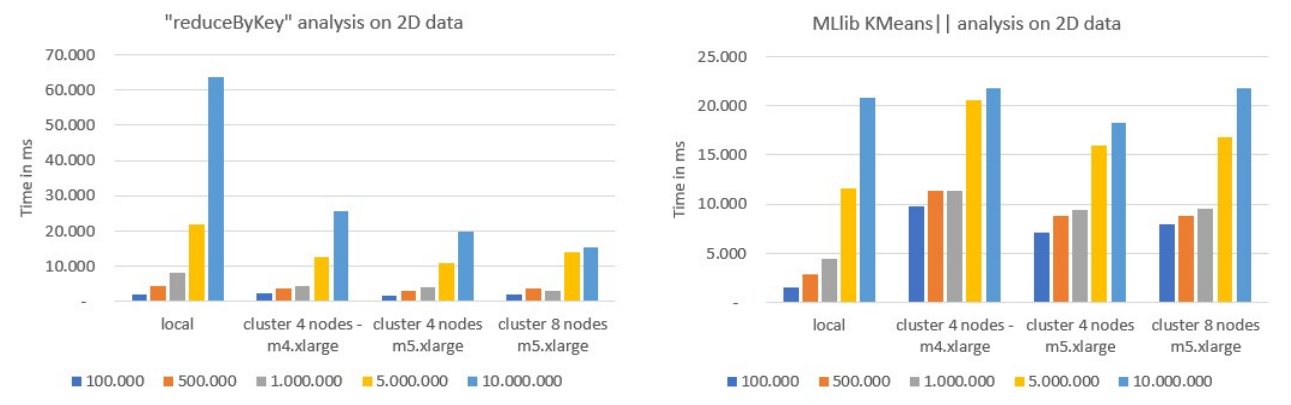 "reduceByKey" analysis on 2D data
70.000
60.000
50.000
40.000
30.000
20.000
10.000
-
Time in ms
local
cluster 4 nodes -
m4.xlarge
cluster 4 nodes
m5.xlarge
cluster 8 nodes
m5.xlarge
100.000
500.000
1.000.000
5.000.000
10.000.000
MLlib KMeans|| analysis on 2D data
25.000
20.000
15.000
10.000
5.000
-
Time in ms
local
cluster 4 nodes -
m4.xlarge
cluster 4 nodes
m5.xlarge
cluster 8 nodes
m5.xlarge
100.000
500.000
1.000.000
5.000.000
10.000.000